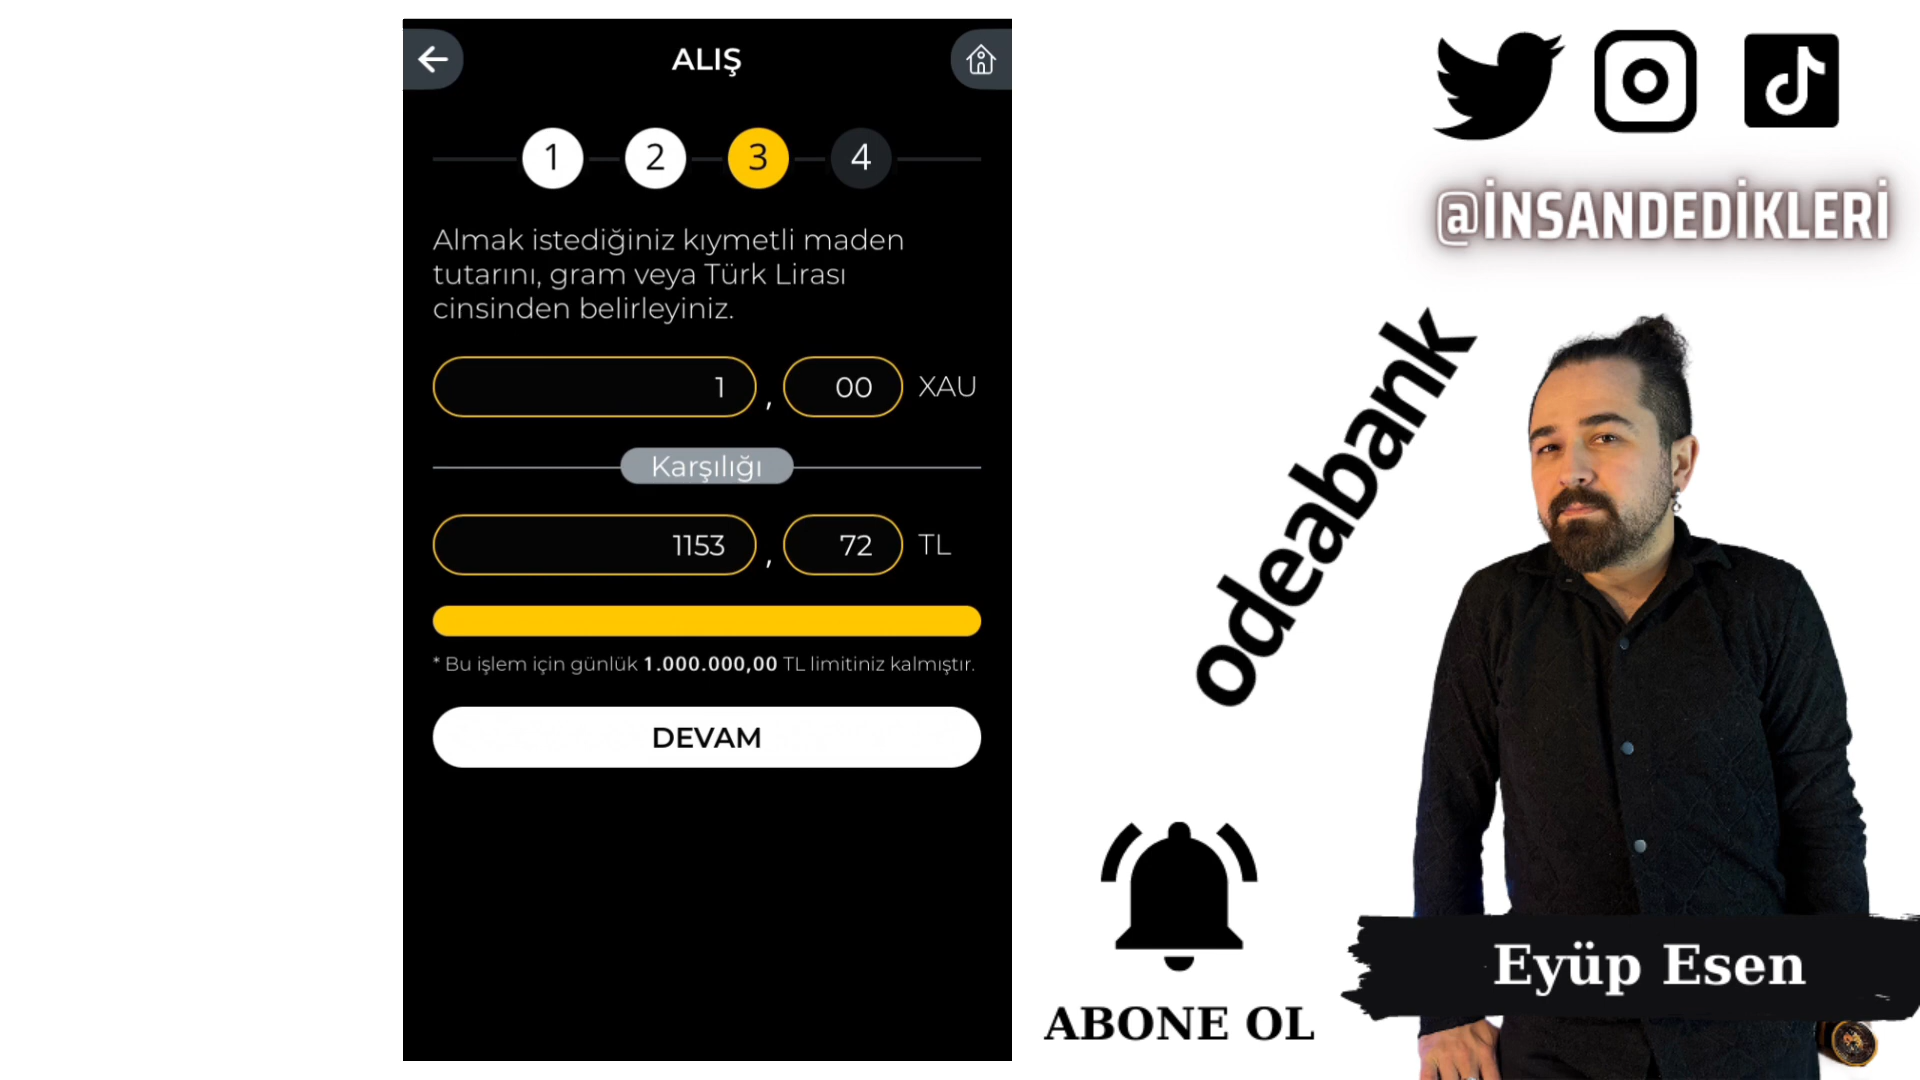 ALIŞ
1 2 3 4
Almak istediğiniz kıymetli maden
tutarını, gram veya Türk Lirası
cinsinden belirleyiniz.
1 , 00 XAU
Karşılığı
1153 , 72 TL
* Bu işlem için günlük 1.000.000,00 TL limitiniz kalmıştır.
DEVAM
@İNSANDEDİKLERİ
odeabank
ABONE OL
Eyüp Esen